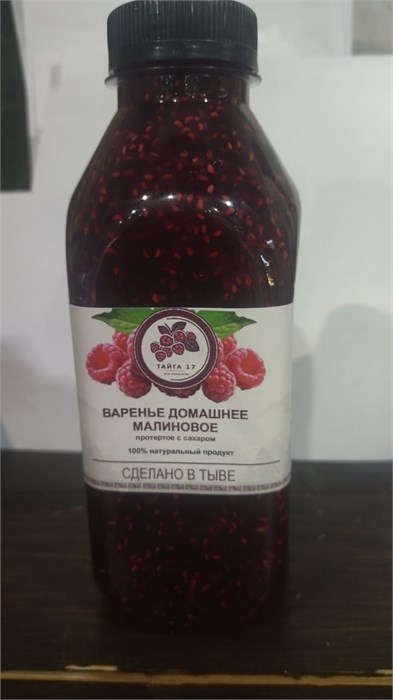 ТАЙГА 17
ВАРЕНЬЕ ДОМАШНЕЕ
МАЛИНОВОЕ
протертое с сахаром
100% натуральный продукт
СДЕЛАНО В ТЫВЕ